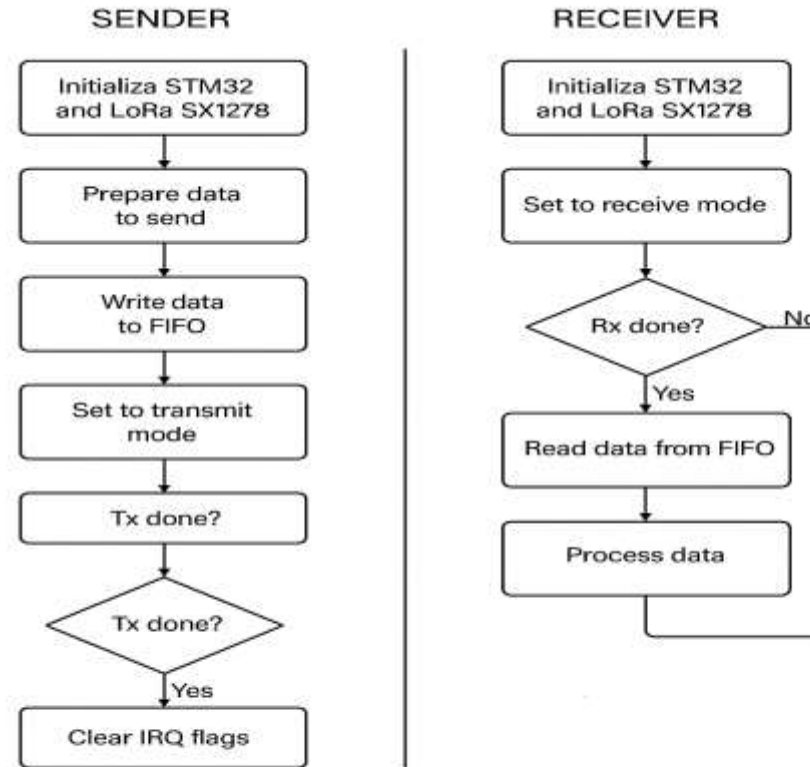 SENDER
Initializa STM32
and LoRa SX1278
Prepare data
to send
Write data
to FIFO
Set to transmit
mode
Tx done?
Tx done?
Yes
Clear IRQ flags
RECEIVER
Initializa STM32
and LoRa SX1278
Set to receive mode
Rx done?
No
Yes
Read data from FIFO
Process data